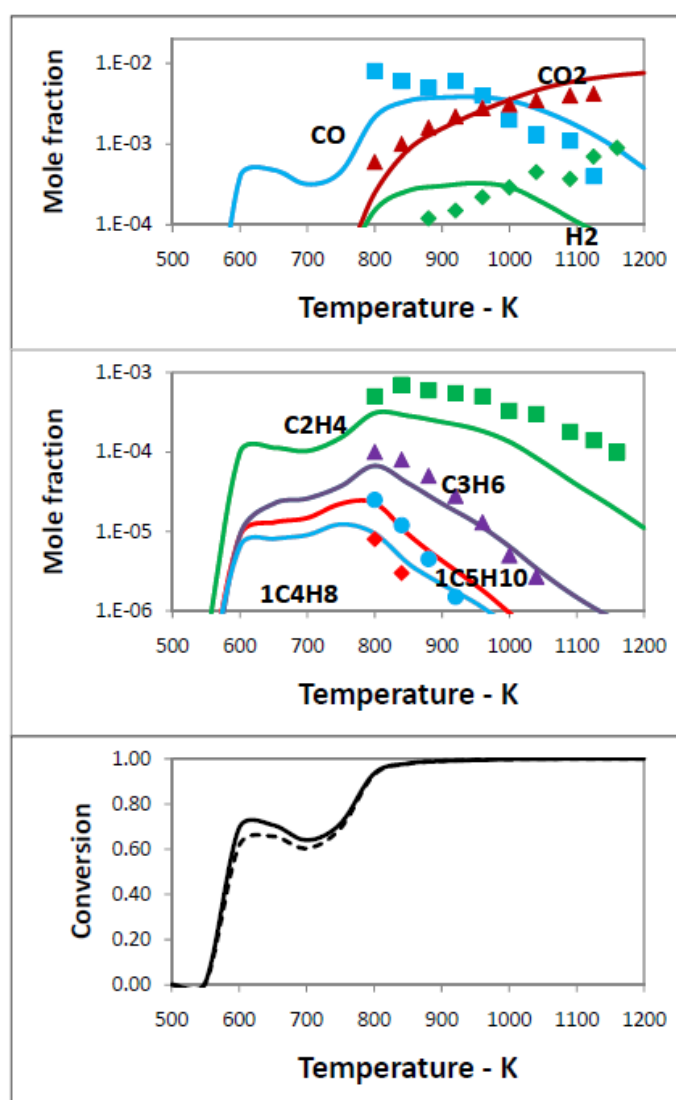 Mole fraction
1.E-02
1.E-03
1.E-04
CO
CO2
H2
500 600 700 800 900 1000 1100 1200
Temperature - K
Mole fraction
1.E-03
1.E-04
1.E-05
1.E-06
C2H4
C3H6
1C5H10
1C4H8
500 600 700 800 900 1000 1100 1200
Temperature - K
Conversion
1.00
0.80
0.60
0.40
0.20
0.00
500 600 700 800 900 1000 1100 1200
Temperature - K